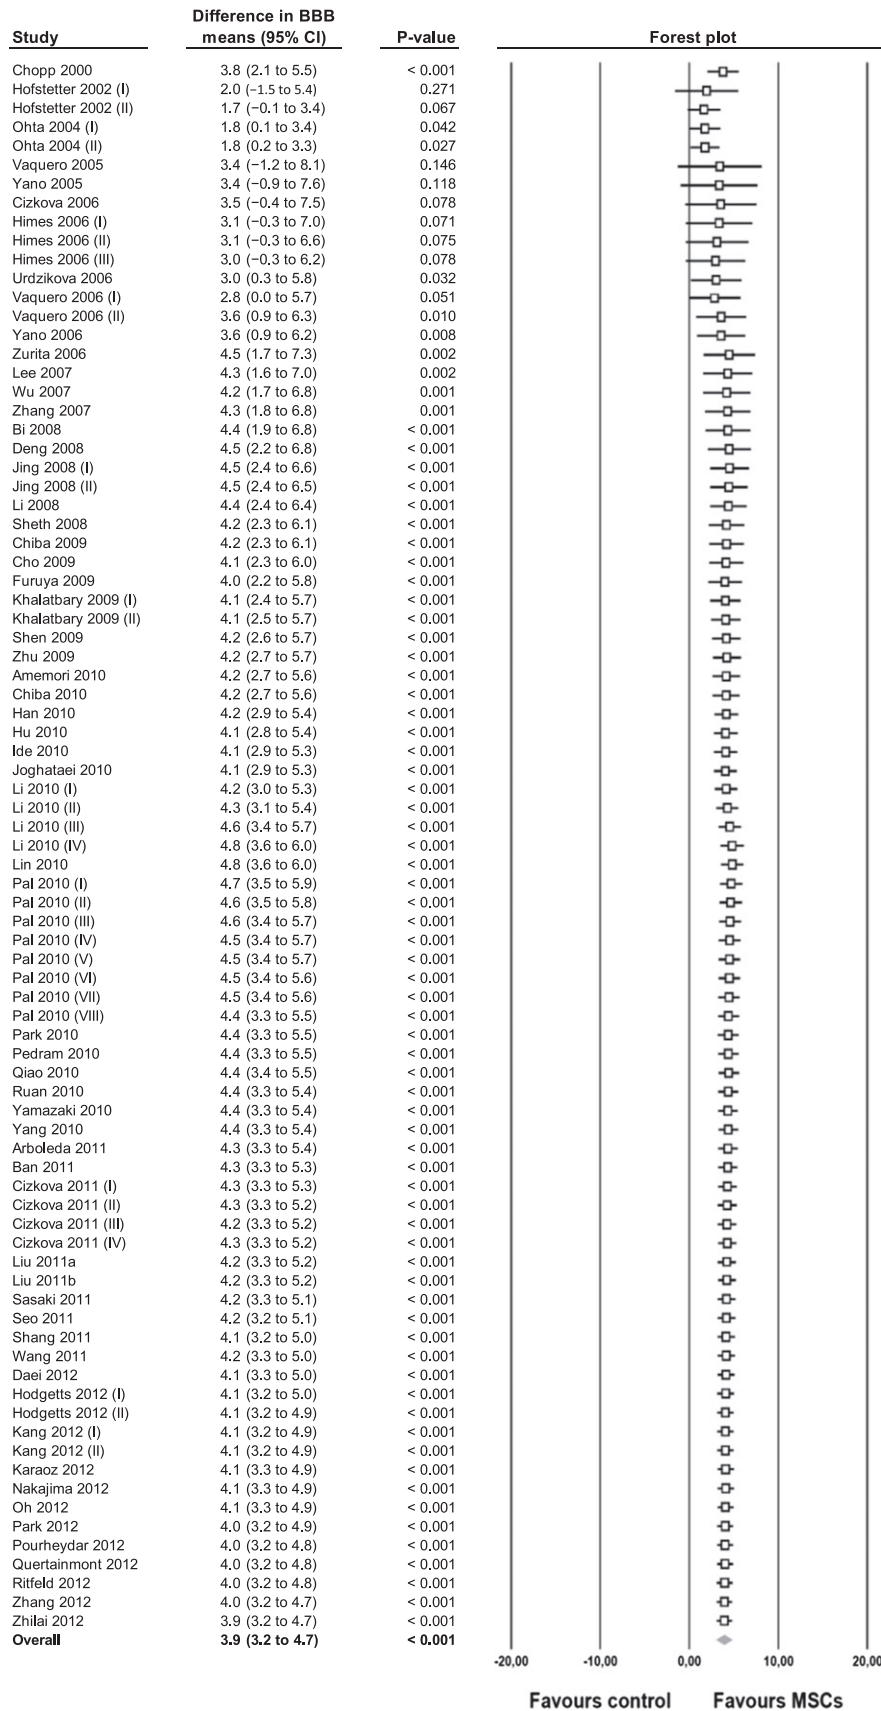 Difference in BBB
Study means (95% CI) P-value Forest plot
Chopp 2000 3.8 (2.1 to 5.5) < 0.001
Hofstetter 2002 (I) 2.0 (−1.5 to 5.4) 0.271
Hofstetter 2002 (II) 1.7 (−0.1 to 3.4) 0.067
Ohta 2004 (I) 1.8 (0.1 to 3.4) 0.042
Ohta 2004 (II) 1.8 (0.2 to 3.3) 0.027
Vaquero 2005 3.4 (−1.2 to 8.1) 0.146
Yano 2005 3.4 (−0.9 to 7.6) 0.118
Cizkova 2006 3.5 (−0.4 to 7.5) 0.078
Himes 2006 (I) 3.1 (−0.3 to 7.0) 0.071
Himes 2006 (II) 3.1 (−0.3 to 6.6) 0.075
Himes 2006 (III) 3.0 (−0.3 to 6.2) 0.078
Urdzikova 2006 3.0 (0.3 to 5.8) 0.032
Vaquero 2006 (I) 2.8 (0.0 to 5.7) 0.051
Vaquero 2006 (II) 3.6 (0.9 to 6.3) 0.010
Yano 2006 3.6 (0.9 to 6.2) 0.008
Zurita 2006 4.5 (1.7 to 7.3) 0.002
Lee 2007 4.3 (1.6 to 7.0) 0.002
Wu 2007 4.2 (1.7 to 6.8) 0.001
Zhang 2007 4.3 (1.8 to 6.8) 0.001
Bi 2008 4.4 (1.9 to 6.8) < 0.001
Deng 2008 4.5 (2.2 to 6.8) < 0.001
Jing 2008 (I) 4.5 (2.4 to 6.6) < 0.001
Jing 2008 (II) 4.5 (2.4 to 6.5) < 0.001
Li 2008 4.4 (2.4 to 6.4) < 0.001
Sheth 2008 4.2 (2.3 to 6.1) < 0.001
Chiba 2009 4.2 (2.3 to 6.1) < 0.001
Cho 2009 4.1 (2.3 to 6.0) < 0.001
Furuya 2009 4.0 (2.2 to 5.8) < 0.001
Khalatbary 2009 (I) 4.1 (2.4 to 5.7) < 0.001
Khalatbary 2009 (II) 4.1 (2.5 to 5.7) < 0.001
Shen 2009 4.2 (2.6 to 5.7) < 0.001
Zhu 2009 4.2 (2.7 to 5.7) < 0.001
Amemori 2010 4.2 (2.7 to 5.6) < 0.001
Chiba 2010 4.2 (2.7 to 5.6) < 0.001
Han 2010 4.2 (2.9 to 5.4) < 0.001
Hu 2010 4.1 (2.8 to 5.4) < 0.001
Ide 2010 4.1 (2.9 to 5.3) < 0.001
Joghataei 2010 4.1 (2.9 to 5.3) < 0.001
Li 2010 (I) 4.2 (3.0 to 5.3) < 0.001
Li 2010 (II) 4.3 (3.1 to 5.4) < 0.001
Li 2010 (III) 4.6 (3.4 to 5.7) < 0.001
Li 2010 (IV) 4.8 (3.6 to 6.0) < 0.001
Lin 2010 4.8 (3.6 to 6.0) < 0.001
Pal 2010 (I) 4.7 (3.5 to 5.9) < 0.001
Pal 2010 (II) 4.6 (3.5 to 5.8) < 0.001
Pal 2010 (III) 4.6 (3.4 to 5.7) < 0.001
Pal 2010 (IV) 4.5 (3.4 to 5.7) < 0.001
Pal 2010 (V) 4.5 (3.4 to 5.7) < 0.001
Pal 2010 (VI) 4.5 (3.4 to 5.6) < 0.001
Pal 2010 (VII) 4.5 (3.4 to 5.6) < 0.001
Pal 2010 (VIII) 4.4 (3.3 to 5.5) < 0.001
Park 2010 4.4 (3.3 to 5.5) < 0.001
Pedram 2010 4.4 (3.3 to 5.5) < 0.001
Qiao 2010 4.4 (3.4 to 5.5) < 0.001
Ruan 2010 4.4 (3.3 to 5.4) < 0.001
Yamazaki 2010 4.4 (3.3 to 5.4) < 0.001
Yang 2010 4.4 (3.3 to 5.4) < 0.001
Arboleda 2011 4.3 (3.3 to 5.4) < 0.001
Ban 2011 4.3 (3.3 to 5.3) < 0.001
Cizkova 2011 (I) 4.3 (3.3 to 5.3) < 0.001
Cizkova 2011 (II) 4.3 (3.3 to 5.2) < 0.001
Cizkova 2011 (III) 4.2 (3.3 to 5.2) < 0.001
Cizkova 2011 (IV) 4.3 (3.3 to 5.2) < 0.001
Liu 2011a 4.2 (3.3 to 5.2) < 0.001
Liu 2011b 4.2 (3.3 to 5.2) < 0.001
Sasaki 2011 4.2 (3.3 to 5.1) < 0.001
Seo 2011 4.2 (3.2 to 5.1) < 0.001
Shang 2011 4.1 (3.2 to 5.0) < 0.001
Wang 2011 4.2 (3.3 to 5.0) < 0.001
Daei 2012 4.1 (3.3 to 5.0) < 0.001
Hodgetts 2012 (I) 4.1 (3.2 to 5.0) < 0.001
Hodgetts 2012 (II) 4.1 (3.2 to 4.9) < 0.001
Kang 2012 (I) 4.1 (3.2 to 4.9) < 0.001
Kang 2012 (II) 4.1 (3.2 to 4.9) < 0.001
Karaoz 2012 4.1 (3.3 to 4.9) < 0.001
Nakajima 2012 4.1 (3.3 to 4.9) < 0.001
Oh 2012 4.1 (3.3 to 4.9) < 0.001
Park 2012 4.0 (3.2 to 4.9) < 0.001
Pourheydar 2012 4.0 (3.2 to 4.8) < 0.001
Quertainmont 2012 4.0 (3.2 to 4.8) < 0.001
Ritfeld 2012 4.0 (3.2 to 4.8) < 0.001
Zhang 2012 4.0 (3.2 to 4.7) < 0.001
Zhilai 2012 3.9 (3.2 to 4.7) < 0.001
Overall 3.9 (3.2 to 4.7) < 0.001
-20,00 -10,00 0,00 10,00 20,00
Favours control Favours MSCs